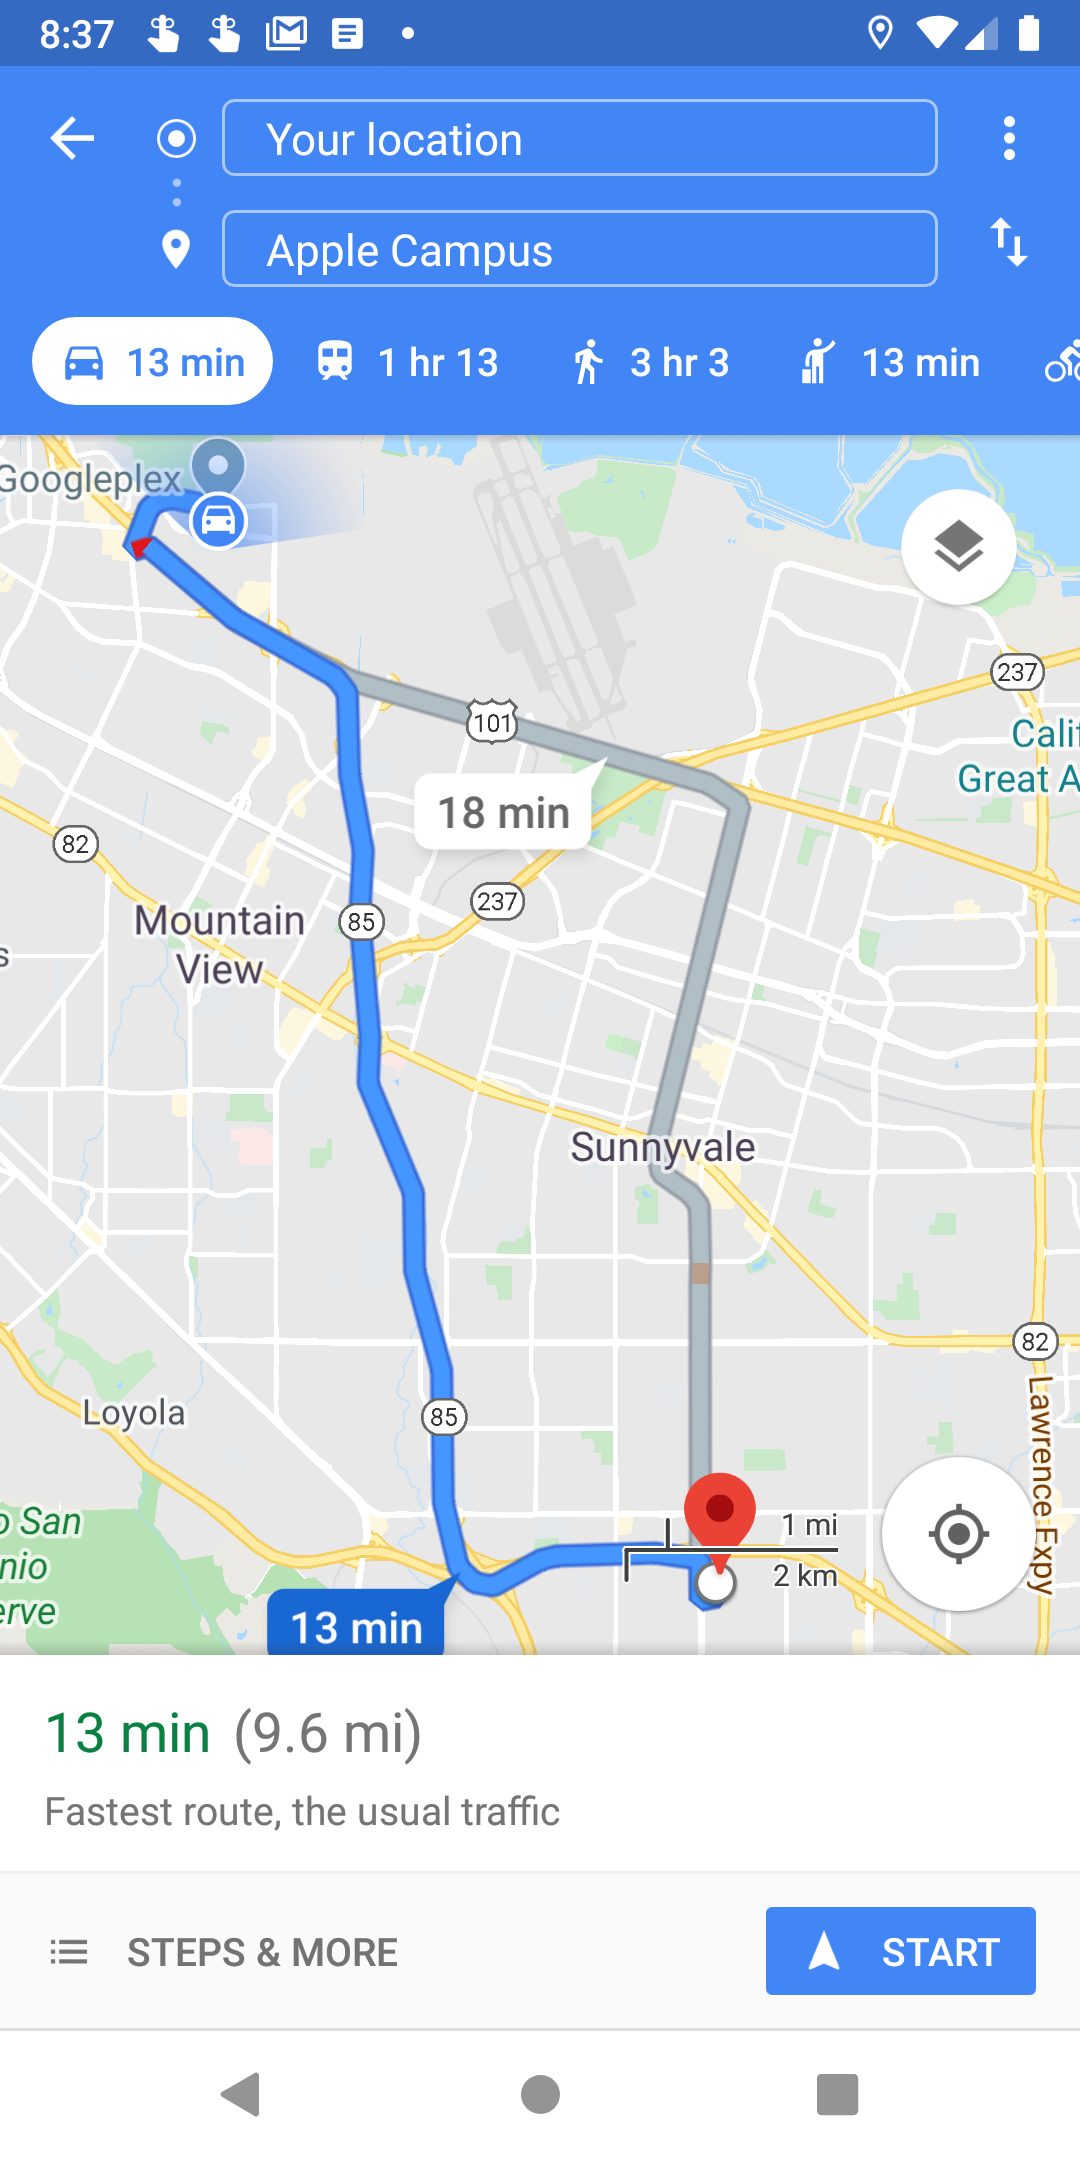 8:37
Your location
Apple Campus
13 min
1 hr 13
3 hr 3
13 min
Googleplex
237
101
Calif
Great A
18 min
82
237
Mountain
View
85
s
Sunnyvale
82
Lawrence Expy
Loyola
85
o San
nio
erve
1 mi
2 km
13 min
13 min (9.6 mi)
Fastest route, the usual traffic
STEPS & MORE
START